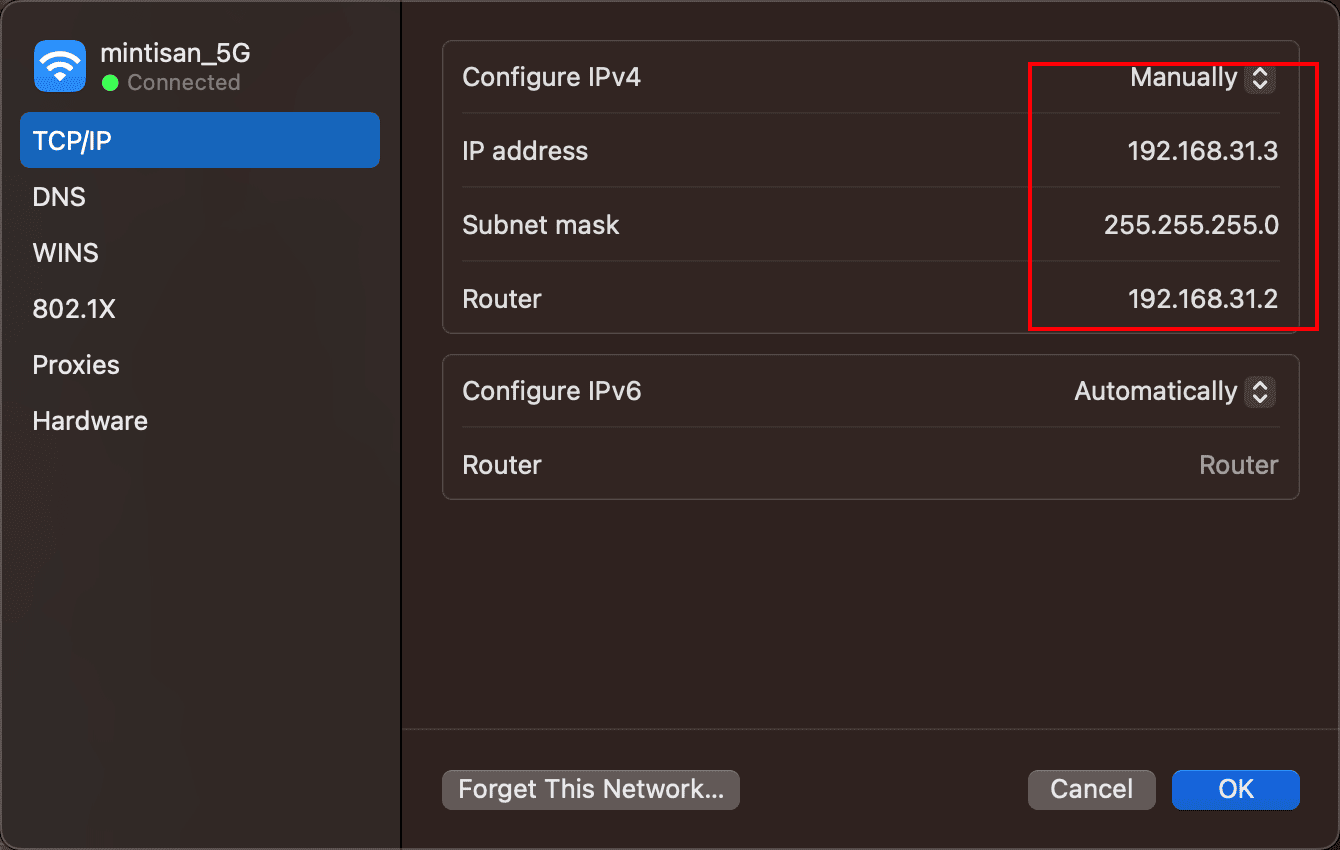 mintisan_5G
Connected
TCP/IP
DNS
WINS
802.1X
Proxies
Hardware
Configure IPv4 Manually
IP address 192.168.31.3
Subnet mask 255.255.255.0
Router 192.168.31.2
Configure IPv6 Automatically
Router Router
Forget This Network... Cancel OK